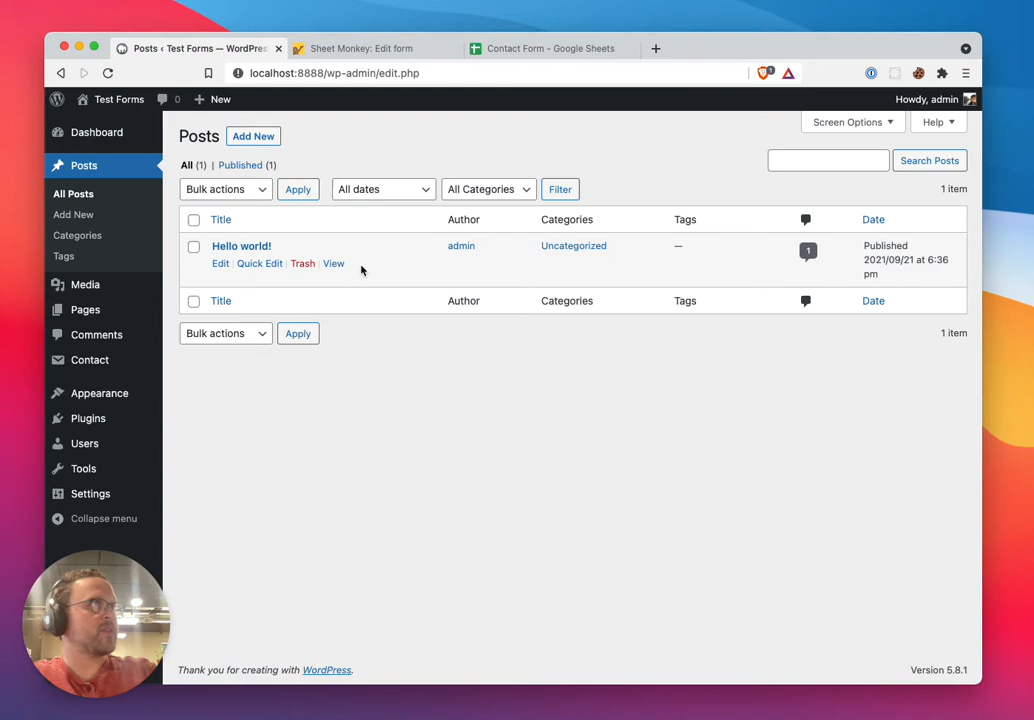 Posts ‹ Test Forms — WordPres
Sheet Monkey: Edit form
Contact Form - Google Sheets
localhost:8888/wp-admin/edit.php
1
Test Forms
0
New
Howdy, admin
Dashboard
Posts
All Posts
Add New
Categories
Tags
Media
Pages
Comments
Contact
Appearance
Plugins
Users
Tools
Settings
Collapse menu
Screen Options
Help
Posts
Add New
All (1) | Published (1)
Search Posts
Bulk actions
Apply
All dates
All Categories
Filter
1 item
Title
Author
Categories
Tags
Date
Hello world!
admin
Uncategorized
—
1
Published
2021/09/21 at 6:36
pm
Edit | Quick Edit | Trash | View
Title
Author
Categories
Tags
Date
Bulk actions
Apply
1 item
Thank you for creating with WordPress.
Version 5.8.1